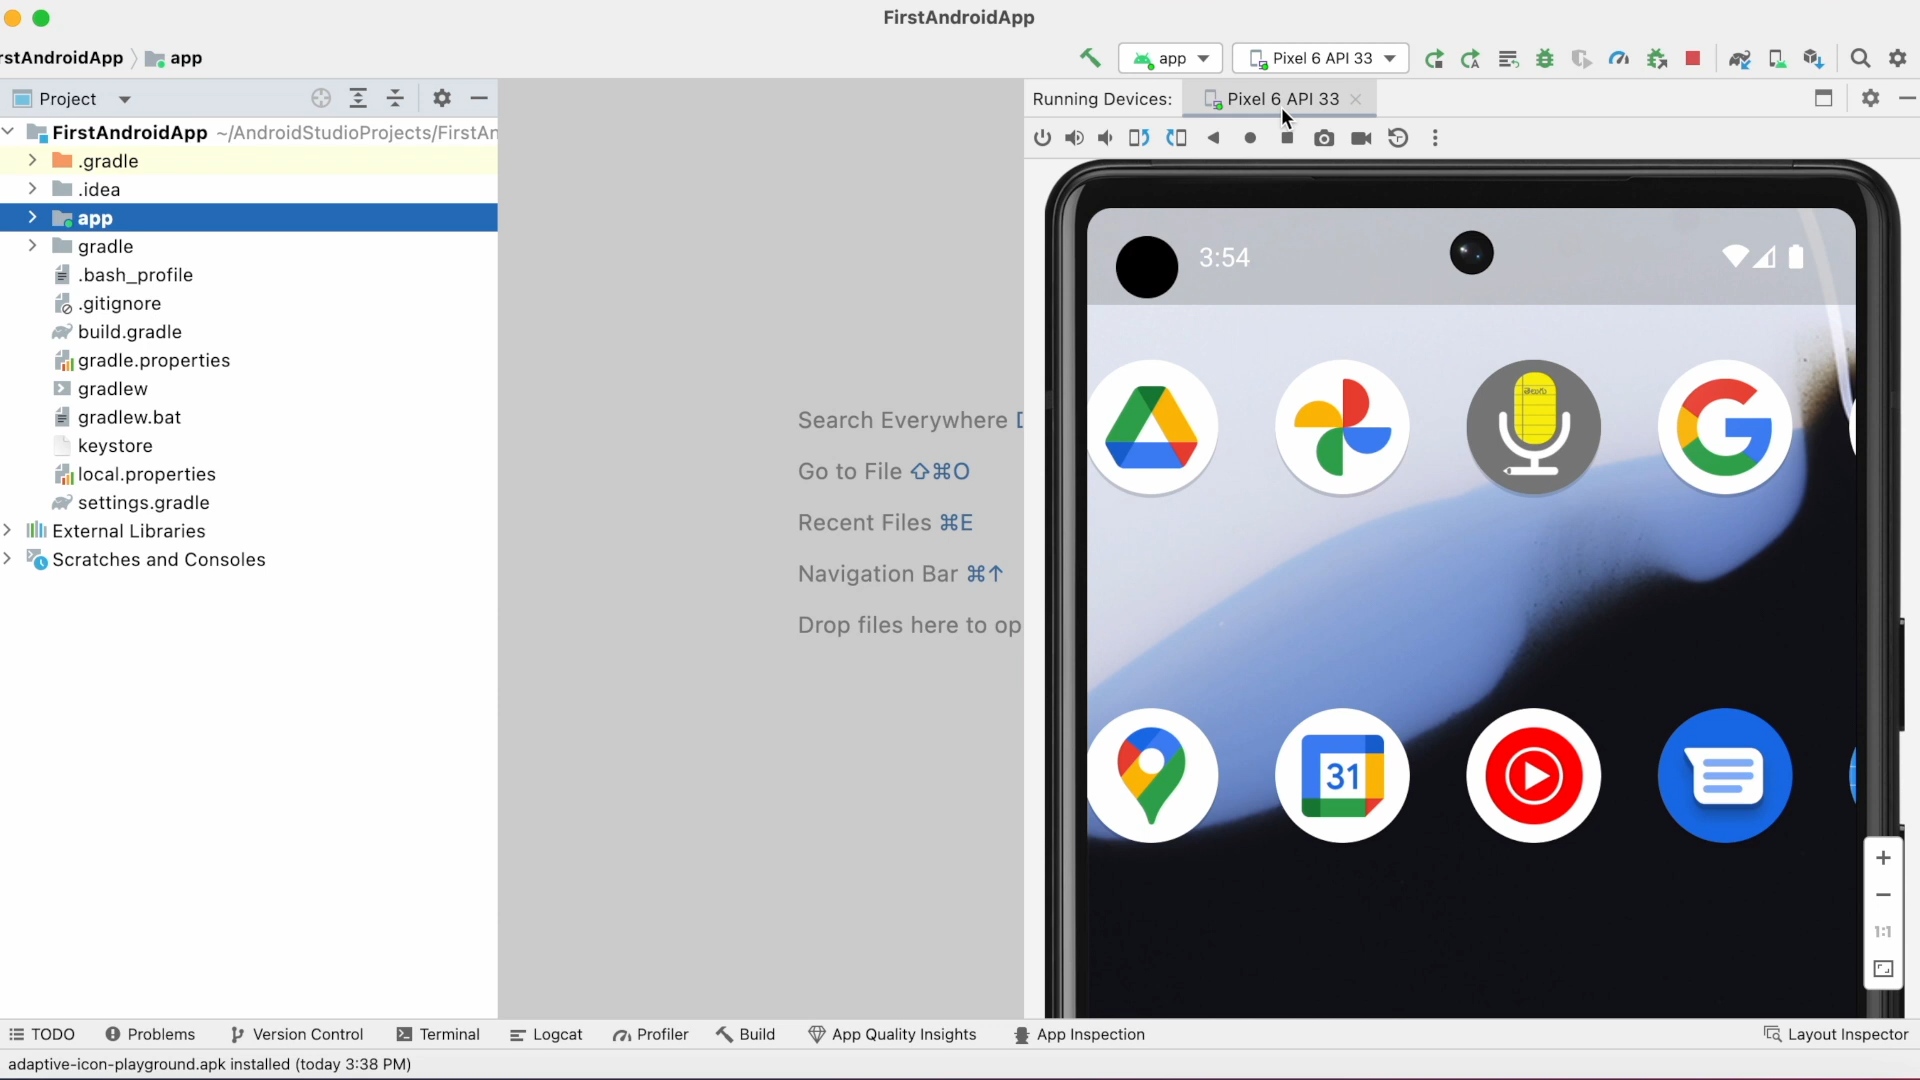 FirstAndroidApp
rstAndroidApp
app
app
Pixel 6 API 33
Project
Running Devices:
Pixel 6 API 33
FirstAndroidApp ~/AndroidStudioProjects/FirstAn
.gradle
.idea
app
gradle
.bash_profile
.gitignore
build.gradle
gradle.properties
gradlew
gradlew.bat
keystore
local.properties
settings.gradle
External Libraries
Scratches and Consoles
Search Everywhere
Go to File ⇧⌘O
Recent Files ⌘E
Navigation Bar ⌘↑
Drop files here to op
3:54
తెలుగు
31
1:1
TODO
Problems
Version Control
Terminal
Logcat
Profiler
Build
App Quality Insights
App Inspection
Layout Inspector
adaptive-icon-playground.apk installed (today 3:38 PM)